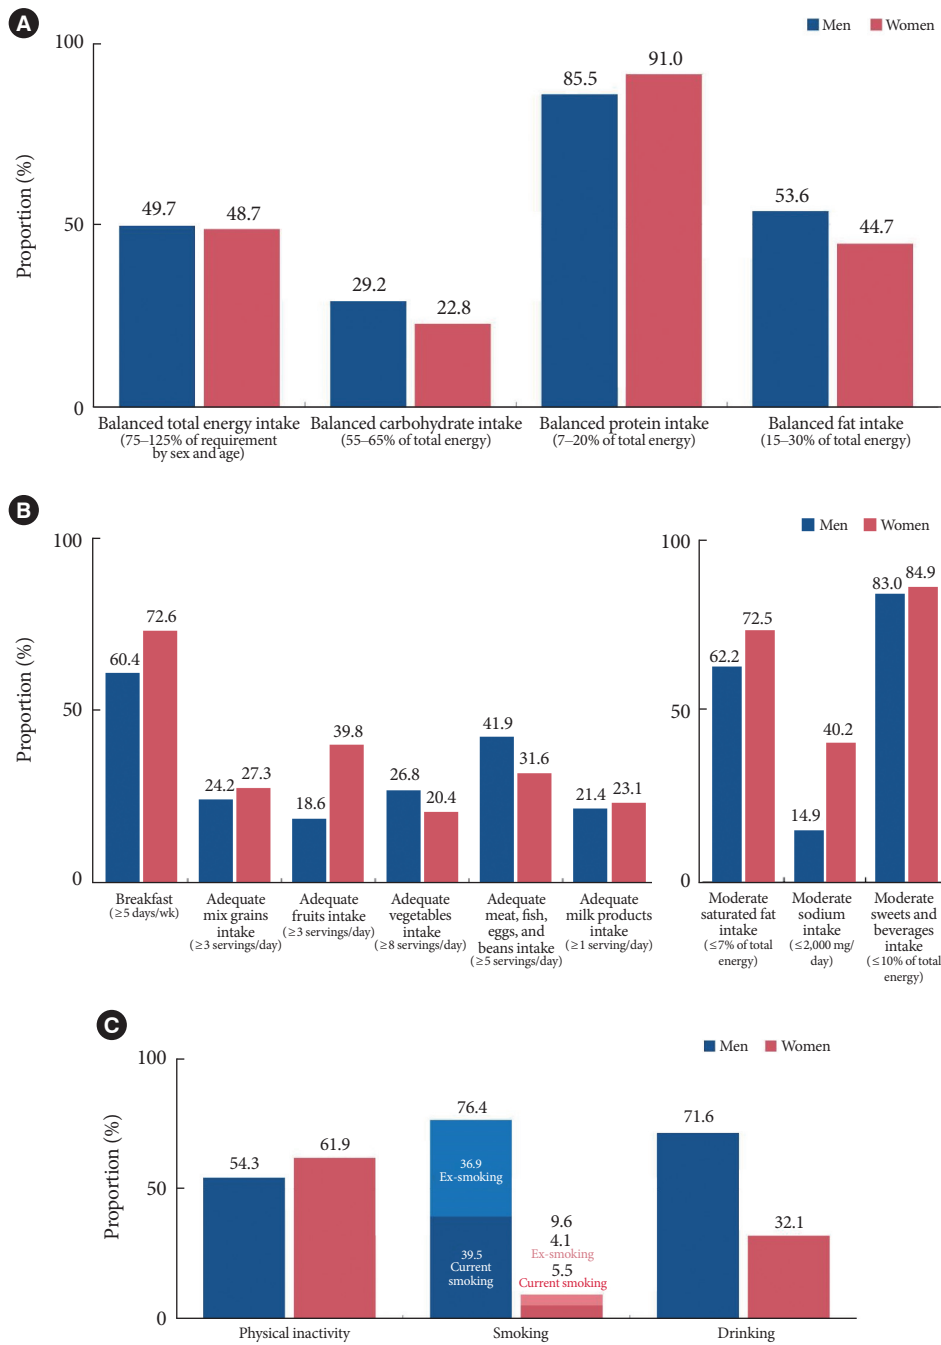 A
Men Women
100
50
0
Proportion (%)
49.7 48.7
29.2 22.8
85.5 91.0
53.6 44.7
Balanced total energy intake
(75–125% of requirement
by sex and age)
Balanced carbohydrate intake
(55–65% of total energy)
Balanced protein intake
(7–20% of total energy)
Balanced fat intake
(15–30% of total energy)
B
100
50
0
Proportion (%)
60.4 72.6
24.2 27.3
18.6 39.8
26.8 20.4
41.9 31.6
21.4 23.1
Breakfast
(≥5 days/wk)
Adequate
mix grains
intake
(≥3 servings/day)
Adequate
fruits intake
(≥3 servings/day)
Adequate
vegetables
intake
(≥8 servings/day)
Adequate
meat, fish,
eggs, and
beans intake
(≥5 servings/day)
Adequate
milk products
intake
(≥1 serving/day)
Men Women
100
50
0
62.2 72.5
14.9 40.2
83.0 84.9
Moderate
saturated fat
intake
(≤7% of total
energy)
Moderate
sodium
intake
(≤2,000 mg/
day)
Moderate
sweets and
beverages
intake
(≤10% of total
energy)
C
Men Women
100
50
0
Proportion (%)
54.3 61.9
76.4
36.9
Ex-smoking
39.5
Current
smoking
9.6
4.1
Ex-smoking
5.5
Current smoking
71.6 32.1
Physical inactivity
Smoking
Drinking